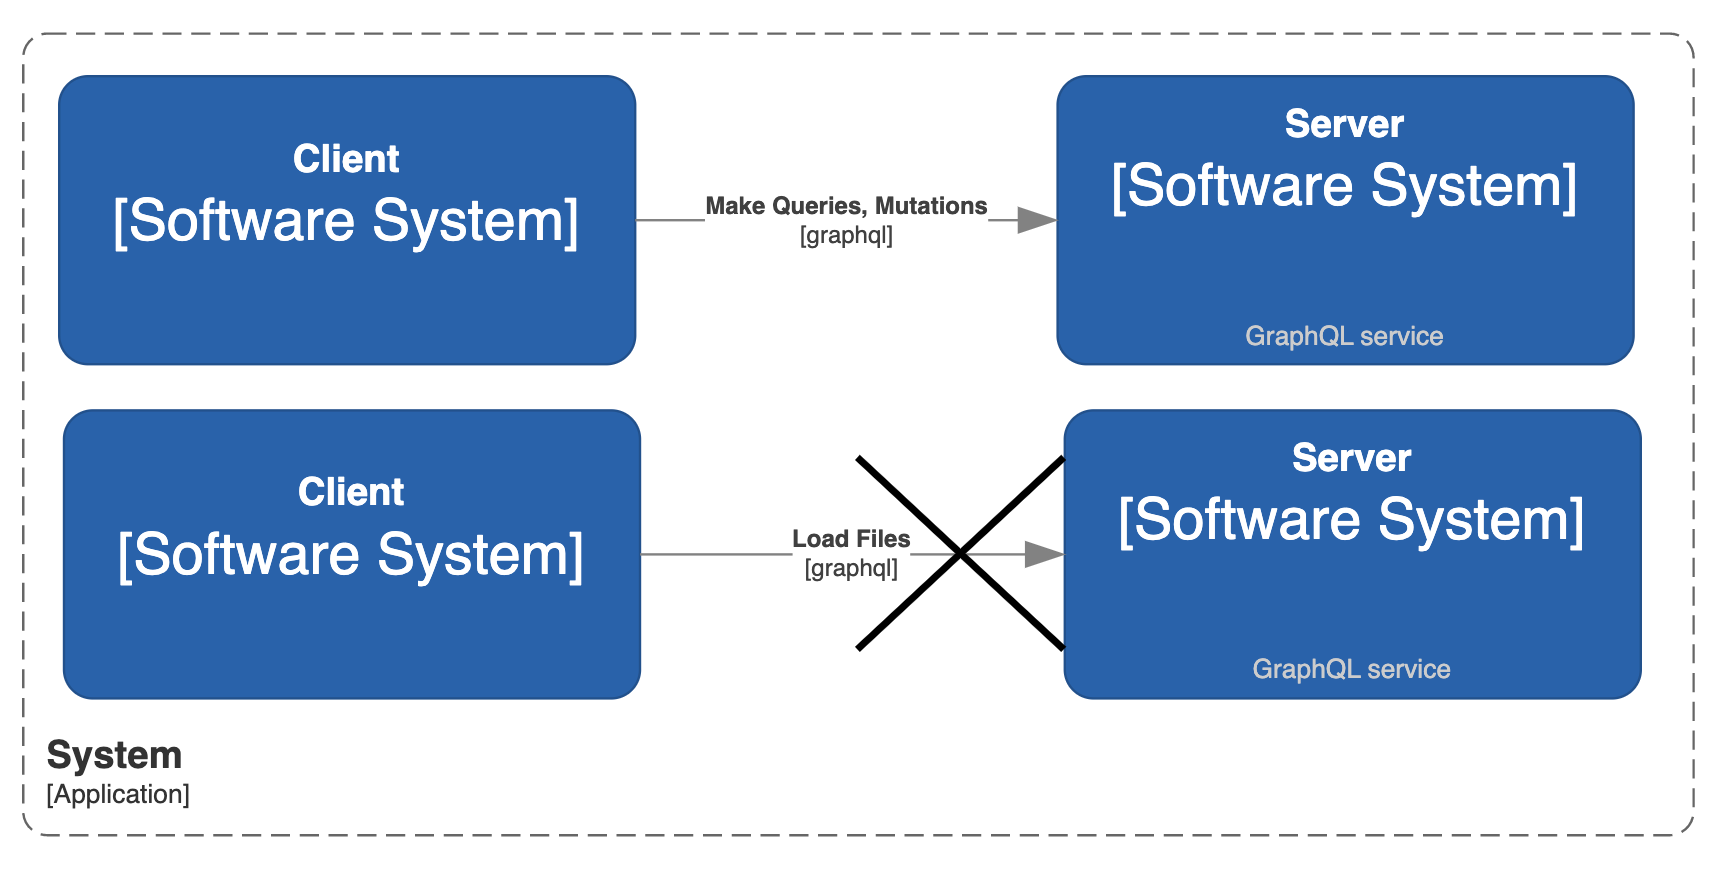 Client
[Software System]
Make Queries, Mutations
[graphql]
Server
[Software System]
GraphQL service
Client
[Software System]
Load Files
[graphql]
Server
[Software System]
GraphQL service
System
[Application]